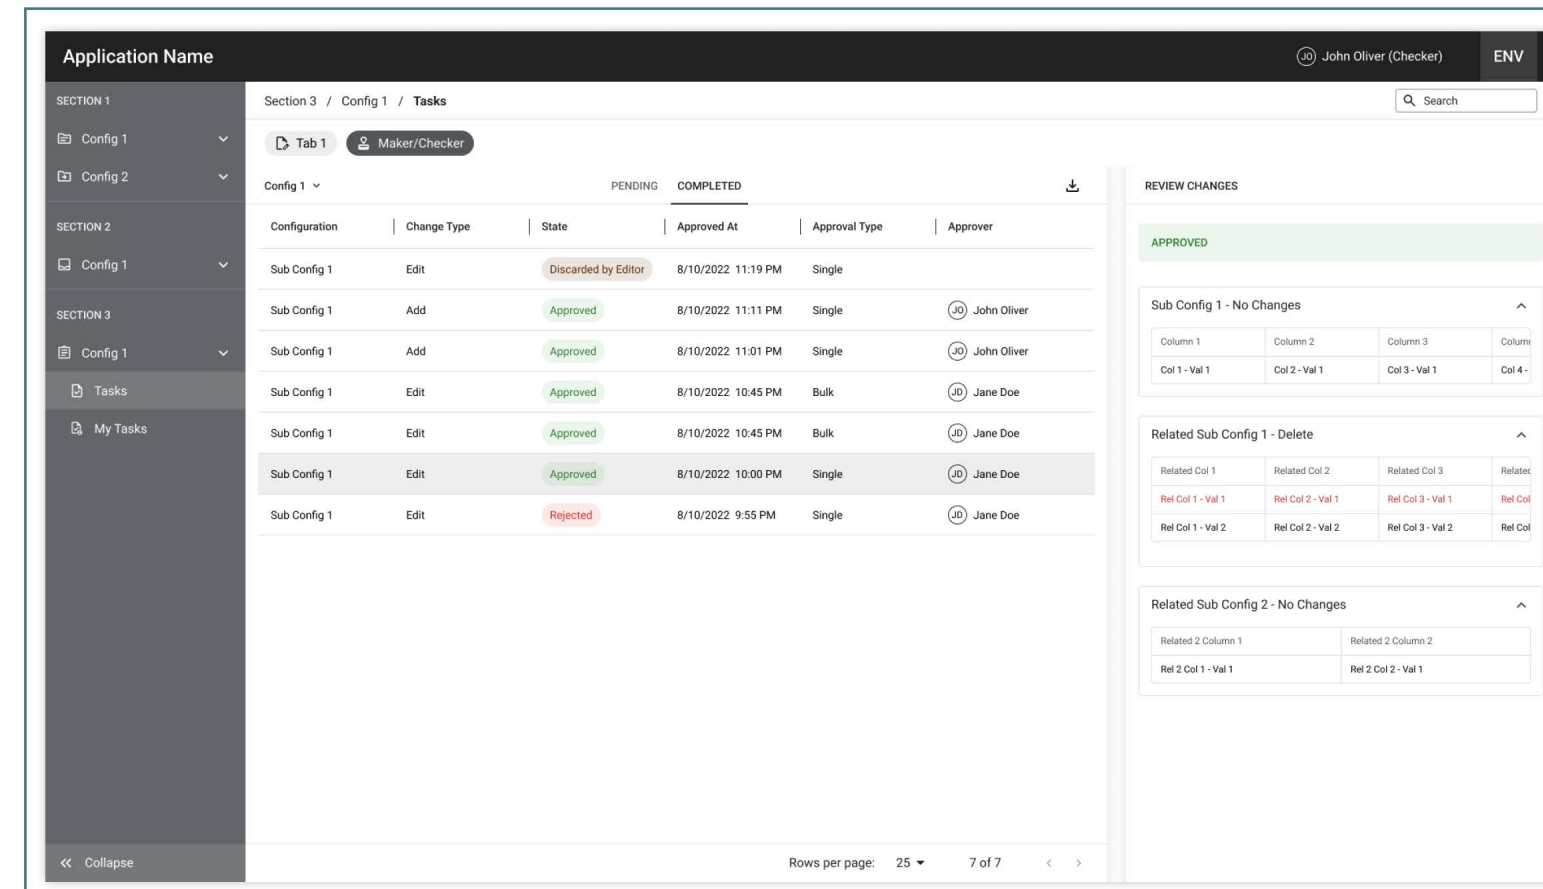 Application Name
JO John Oliver (Checker) ENV
SECTION 1
Config 1
Config 2
SECTION 2
Config 1
SECTION 3
Config 1
Tasks
My Tasks
Collapse
Section 3 / Config 1 / Tasks
Search
Tab 1 Maker/Checker
Config 1 PENDING COMPLETED
Configuration Change Type State Approved At Approval Type Approver
Sub Config 1 Edit Discarded by Editor 8/10/2022 11:19 PM Single
Sub Config 1 Add Approved 8/10/2022 11:11 PM Single JO John Oliver
Sub Config 1 Add Approved 8/10/2022 11:01 PM Single JO John Oliver
Sub Config 1 Edit Approved 8/10/2022 10:45 PM Bulk JD Jane Doe
Sub Config 1 Edit Approved 8/10/2022 10:45 PM Bulk JD Jane Doe
Sub Config 1 Edit Approved 8/10/2022 10:00 PM Single JD Jane Doe
Sub Config 1 Edit Rejected 8/10/2022 9:55 PM Single JD Jane Doe
Rows per page: 25 7 of 7
REVIEW CHANGES
APPROVED
Sub Config 1 - No Changes
Column 1 Column 2 Column 3 Colum
Col 1 - Val 1 Col 2 - Val 1 Col 3 - Val 1 Col 4 -
Related Sub Config 1 - Delete
Related Col 1 Related Col 2 Related Col 3 Related
Rel Col 1 - Val 1 Rel Col 2 - Val 1 Rel Col 3 - Val 1 Rel Col
Rel Col 1 - Val 2 Rel Col 2 - Val 2 Rel Col 3 - Val 2 Rel Col
Related Sub Config 2 - No Changes
Related 2 Column 1 Related 2 Column 2
Rel 2 Col 1 - Val 1 Rel 2 Col 2 - Val 1